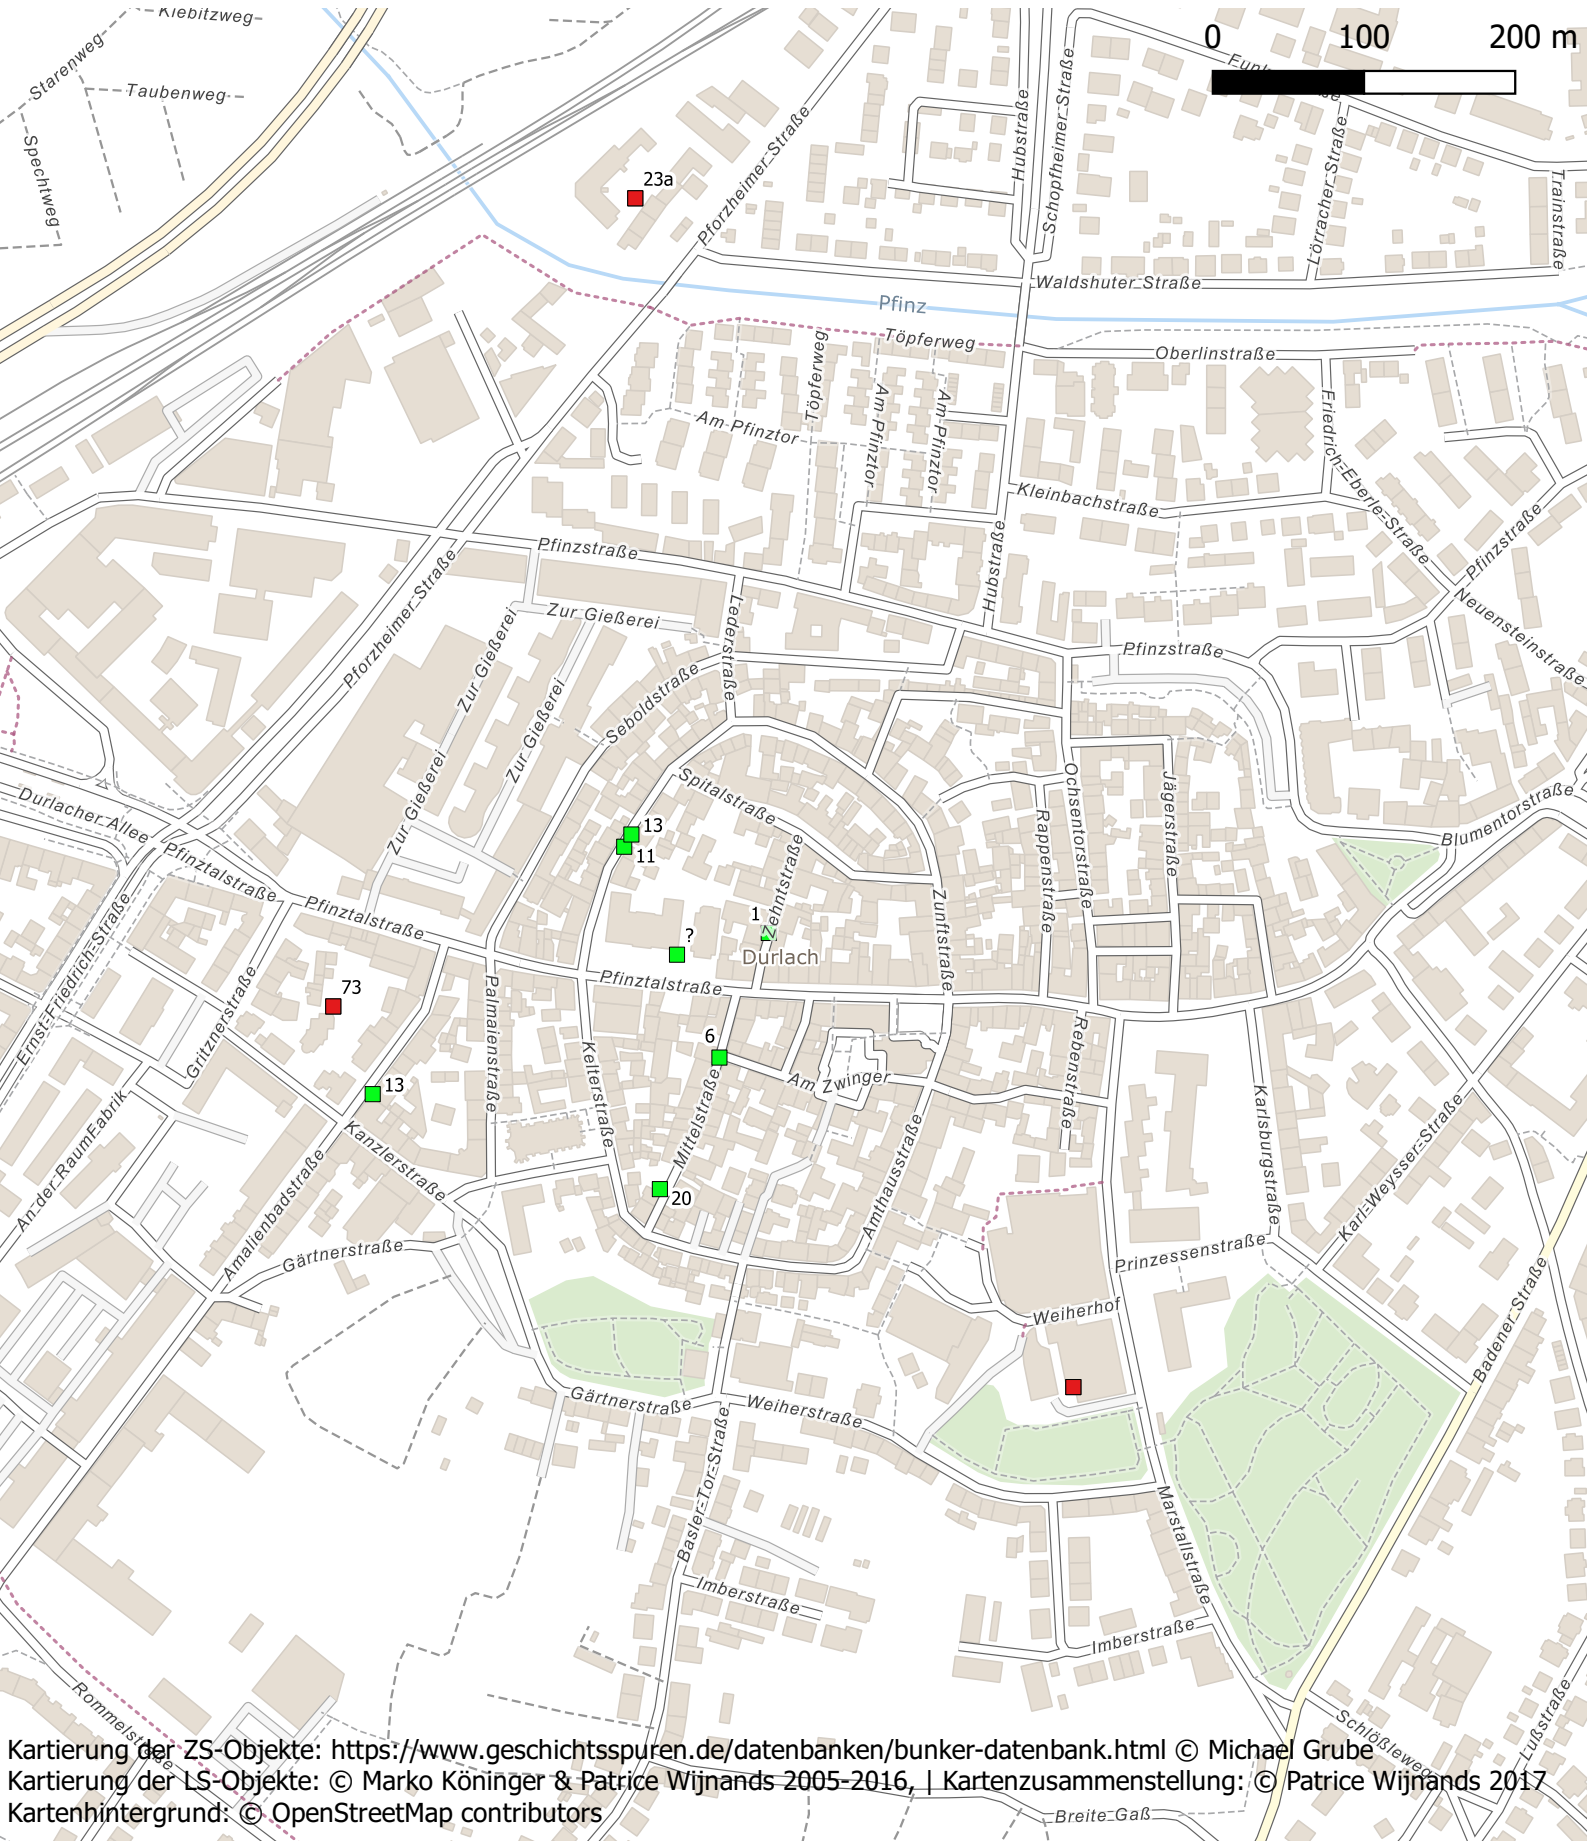 Kiebitzweg
0 100 200 m
Starenweg
Taubenweg
Spechtweg
23a
Pforzheimer Straße
Hubstraße
Schopfheimer Straße
Lörracher Straße
Trainstraße
Waldshuter Straße
Pfinz
Töpferweg
Oberlinstraße
Töpferweg
Am Pfinztor
Am Pfinztor
Am Pfinztor
Friedrich-Eberle-Straße
Kleinbachstraße
Pfinzstraße
Pfinzstraße
Hubstraße
Pforzheimer Straße
Zur Gießerei
Lederstraße
Neuensteinstraße
Zur Gießerei
Pfinzstraße
Seboldstraße
Zur Gießerei
Zur Gießerei
Spitalstraße
Ochsentorstraße
Jägerstraße
Durlacher Allee
13
11
Rappenstraße
Blumentorstraße
Pfinztalstraße
Pfinztalstraße
Zehntstraße
Zunftstraße
1
?
Durlach
Ernst-Friedrich-Straße
Gritznerstraße
73
Palmaienstraße
Pfinztalstraße
6
Kelterstraße
Rebenstraße
13
Am Zwinger
Mittelstraße
Karlsburgstraße
Karl-Weysser-Straße
An der RaumFabrik
Kanzlerstraße
Amthausstraße
20
Amalienbadstraße
Gärtnerstraße
Prinzessenstraße
Weiherhof
Badener Straße
Gärtnerstraße
Weiherstraße
Basler-Tor-Straße
Marstallstraße
Imberstraße
Imberstraße
Rommelstraße
Schlößleweg
Lußstraße
Kartierung der ZS-Objekte: https://www.geschichtsspuren.de/datenbanken/bunker-datenbank.html © Michael Grube
Kartierung der LS-Objekte: © Marko Köninger & Patrice Wijnands 2005-2016, | Kartenzusammenstellung: © Patrice Wijnands 2017
Kartenhintergrund: © OpenStreetMap contributors
Breite Gaß